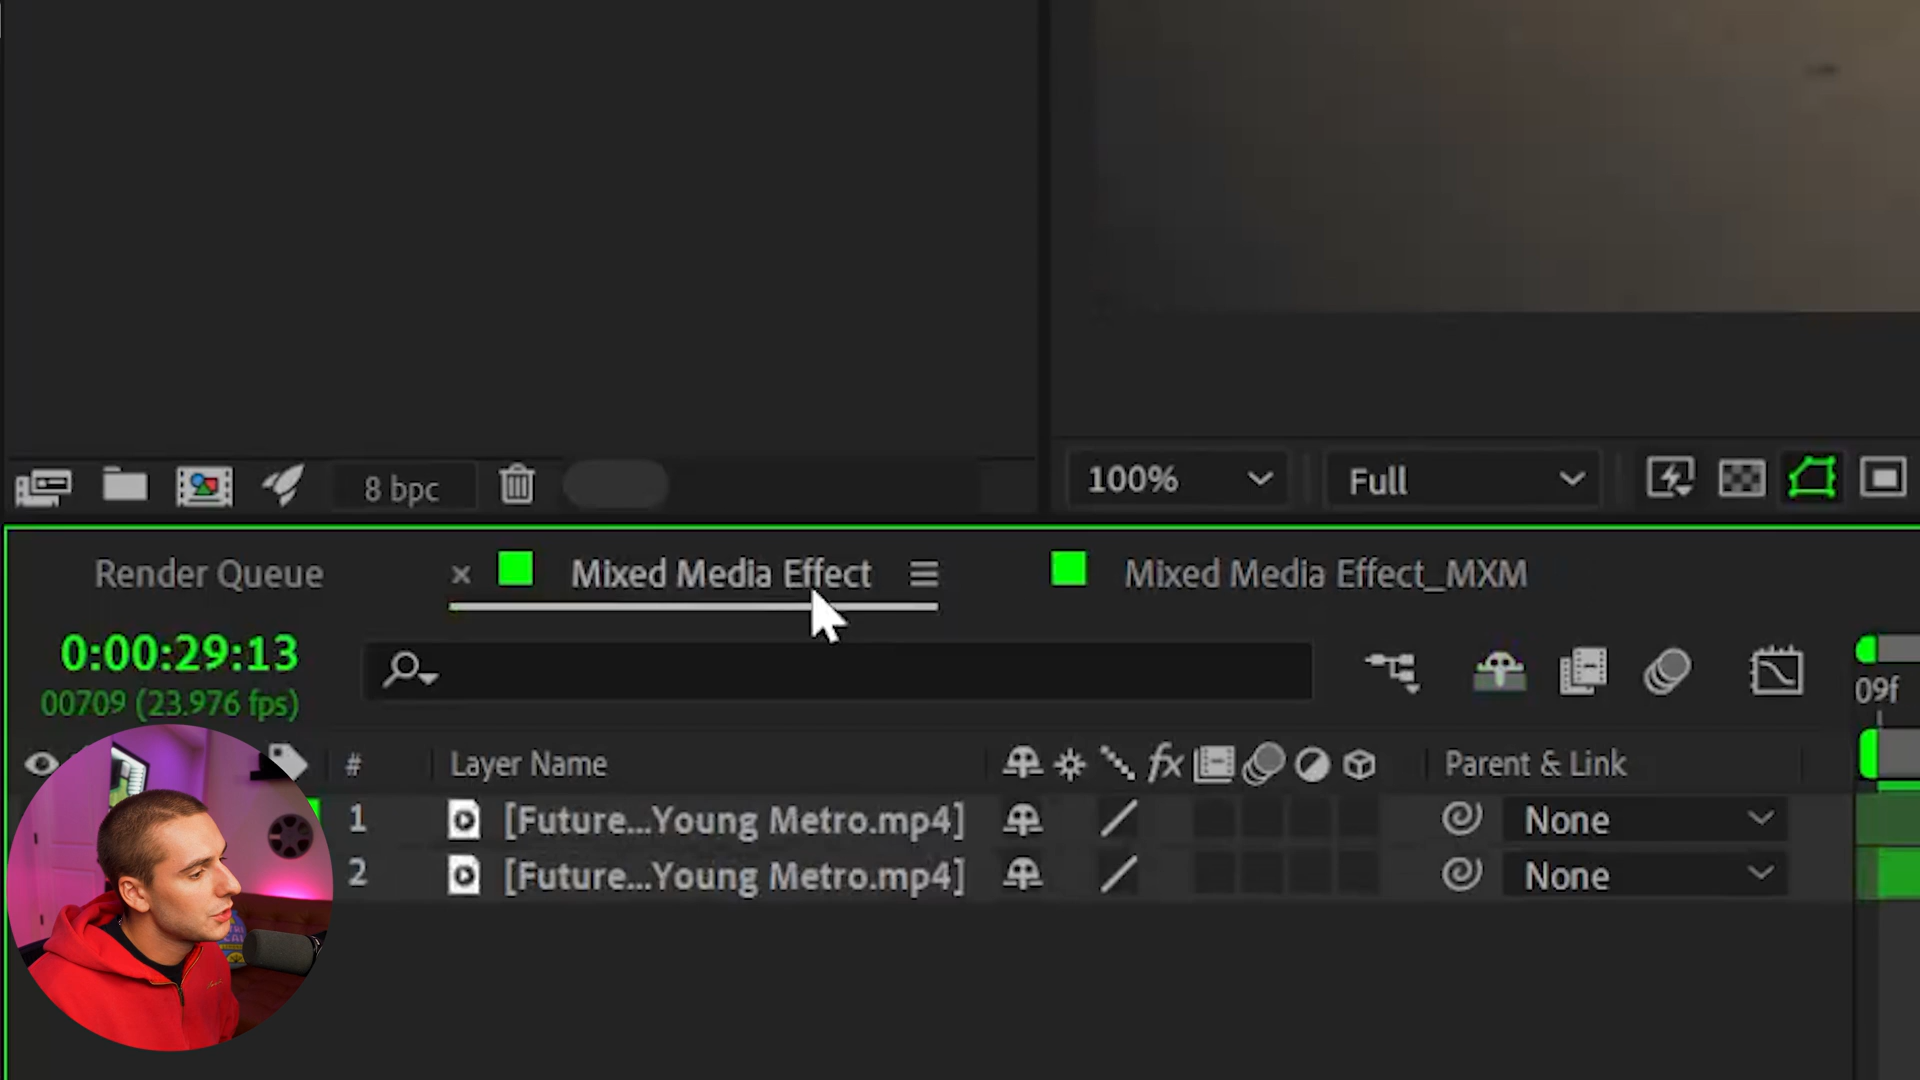 8 bpc
100%
Full
Render Queue
× Mixed Media Effect
Mixed Media Effect_MXM
0:00:29:13
00709 (23.976 fps)
09f
# Layer Name
fx
Parent & Link
1 [Future...Young Metro.mp4] None
2 [Future...Young Metro.mp4] None